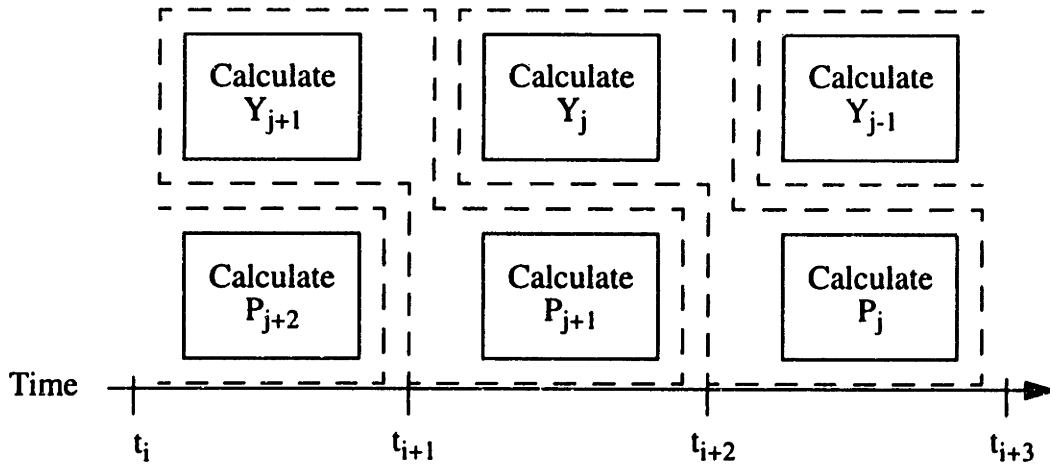 Calculate
Y_{j+1}
Calculate
Y_j
Calculate
Y_{j-1}
Calculate
P_{j+2}
Calculate
P_{j+1}
Calculate
P_j
Time
t_i
t_{i+1}
t_{i+2}
t_{i+3}